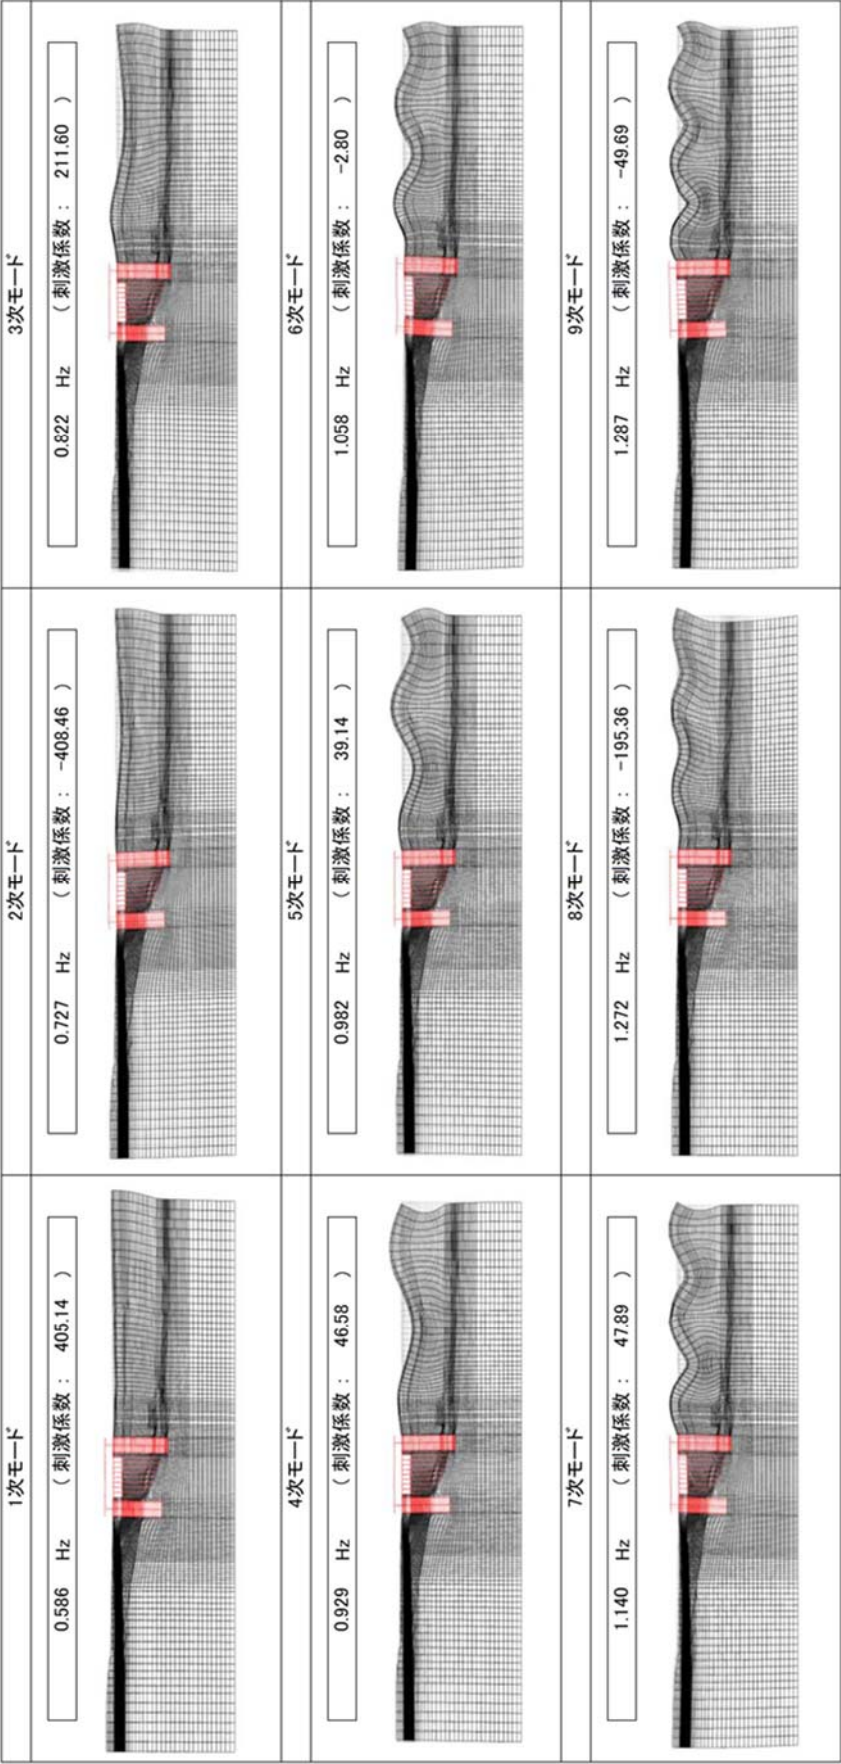 1次モード
0.586 Hz (刺激係数: 405.14 )
2次モード
0.727 Hz (刺激係数: -408.46 )
3次モード
0.822 Hz (刺激係数: 211.60 )
4次モード
0.929 Hz (刺激係数: 46.58 )
5次モード
0.982 Hz (刺激係数: 39.14 )
6次モード
1.058 Hz (刺激係数: -2.80 )
7次モード
1.140 Hz (刺激係数: 47.89 )
8次モード
1.272 Hz (刺激係数: -195.36 )
9次モード
1.287 Hz (刺激係数: -49.69 )